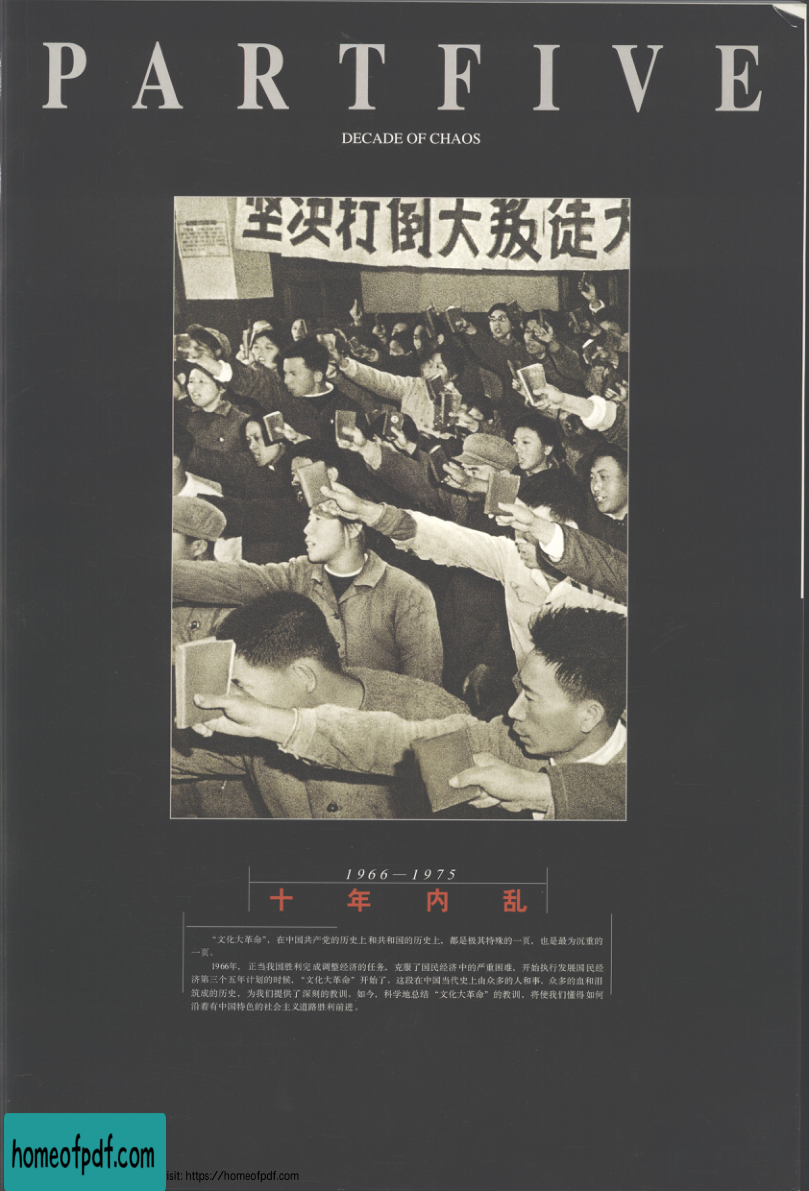 PART FIVE
DECADE OF CHAOS
坚决打倒大叛徒
1966—1975
十年内乱
“文化大革命”，在中国共产党的历史上和共和国的历史上，都是极其特殊的一页，也是最为沉重的
一页。
1966年，正当我国胜利完成调整经济的任务，克服了国民经济中的严重困难，开始执行发展国民经
济第三个五年计划的时候，“文化大革命”开始了。这段在中国当代史上由众多的人和事、众多的血和泪
筑成的历史，为我们提供了深刻的教训。如今，科学地总结“文化大革命”的教训，将使我们懂得如何
沿着有中国特色的社会主义道路胜利前进。
homeofpdf.com
isit: https://homeofpdf.com